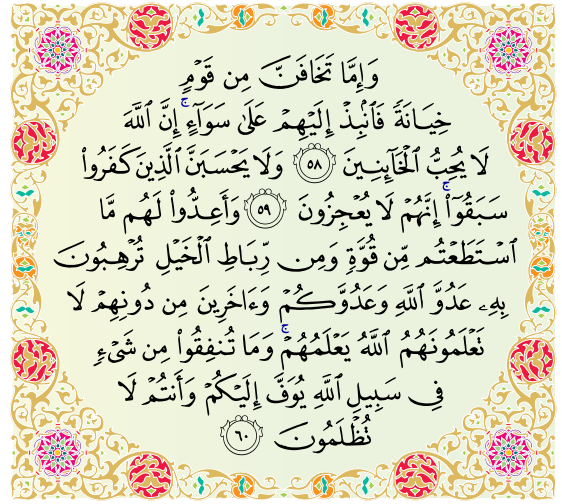 وَإِمَّا تَخَافَنَّ مِن قَوْمٍ
خِيَانَةً فَٱنۢبِذْ إِلَيْهِمْ عَلَىٰ سَوَآءٍ ۚ إِنَّ ٱللَّهَ
لَا يُحِبُّ ٱلْخَآئِنِينَ ٥٨ وَلَا يَحْسَبَنَّ ٱلَّذِينَ كَفَرُوا۟
سَبَقُوٓا۟ ۚ إِنَّهُمْ لَا يُعْجِزُونَ ٥٩ وَأَعِدُّوا۟ لَهُم مَّا
ٱسْتَطَعْتُم مِّن قُوَّةٍ وَمِن رِّبَاطِ ٱلْخَيْلِ تُرْهِبُونَ
بِهِۦ عَدُوَّ ٱللَّهِ وَعَدُوَّكُمْ وَءَاخَرِينَ مِن دُونِهِمْ لَا
تَعْلَمُونَهُمُ ٱللَّهُ يَعْلَمُهُمْ ۚ وَمَا تُنفِقُوا۟ مِن شَىْءٍ
فِى سَبِيلِ ٱللَّهِ يُوَفَّ إِلَيْكُمْ وَأَنتُمْ لَا
تُظْلَمُونَ ٦٠